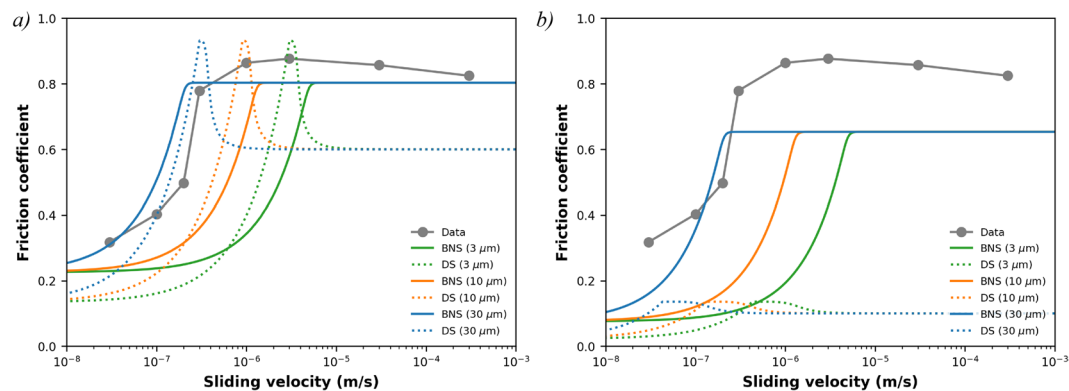 a)
1.0
0.8
0.6
0.4
0.2
0.0
Friction coefficient
10⁻⁸
10⁻⁷
10⁻⁶
10⁻⁵
10⁻⁴
10⁻³
Sliding velocity (m/s)
Data
BNS (3 μm)
DS (3 μm)
BNS (10 μm)
DS (10 μm)
BNS (30 μm)
DS (30 μm)
b)
1.0
0.8
0.6
0.4
0.2
0.0
Friction coefficient
10⁻⁸
10⁻⁷
10⁻⁶
10⁻⁵
10⁻⁴
10⁻³
Sliding velocity (m/s)
Data
BNS (3 μm)
DS (3 μm)
BNS (10 μm)
DS (10 μm)
BNS (30 μm)
DS (30 μm)